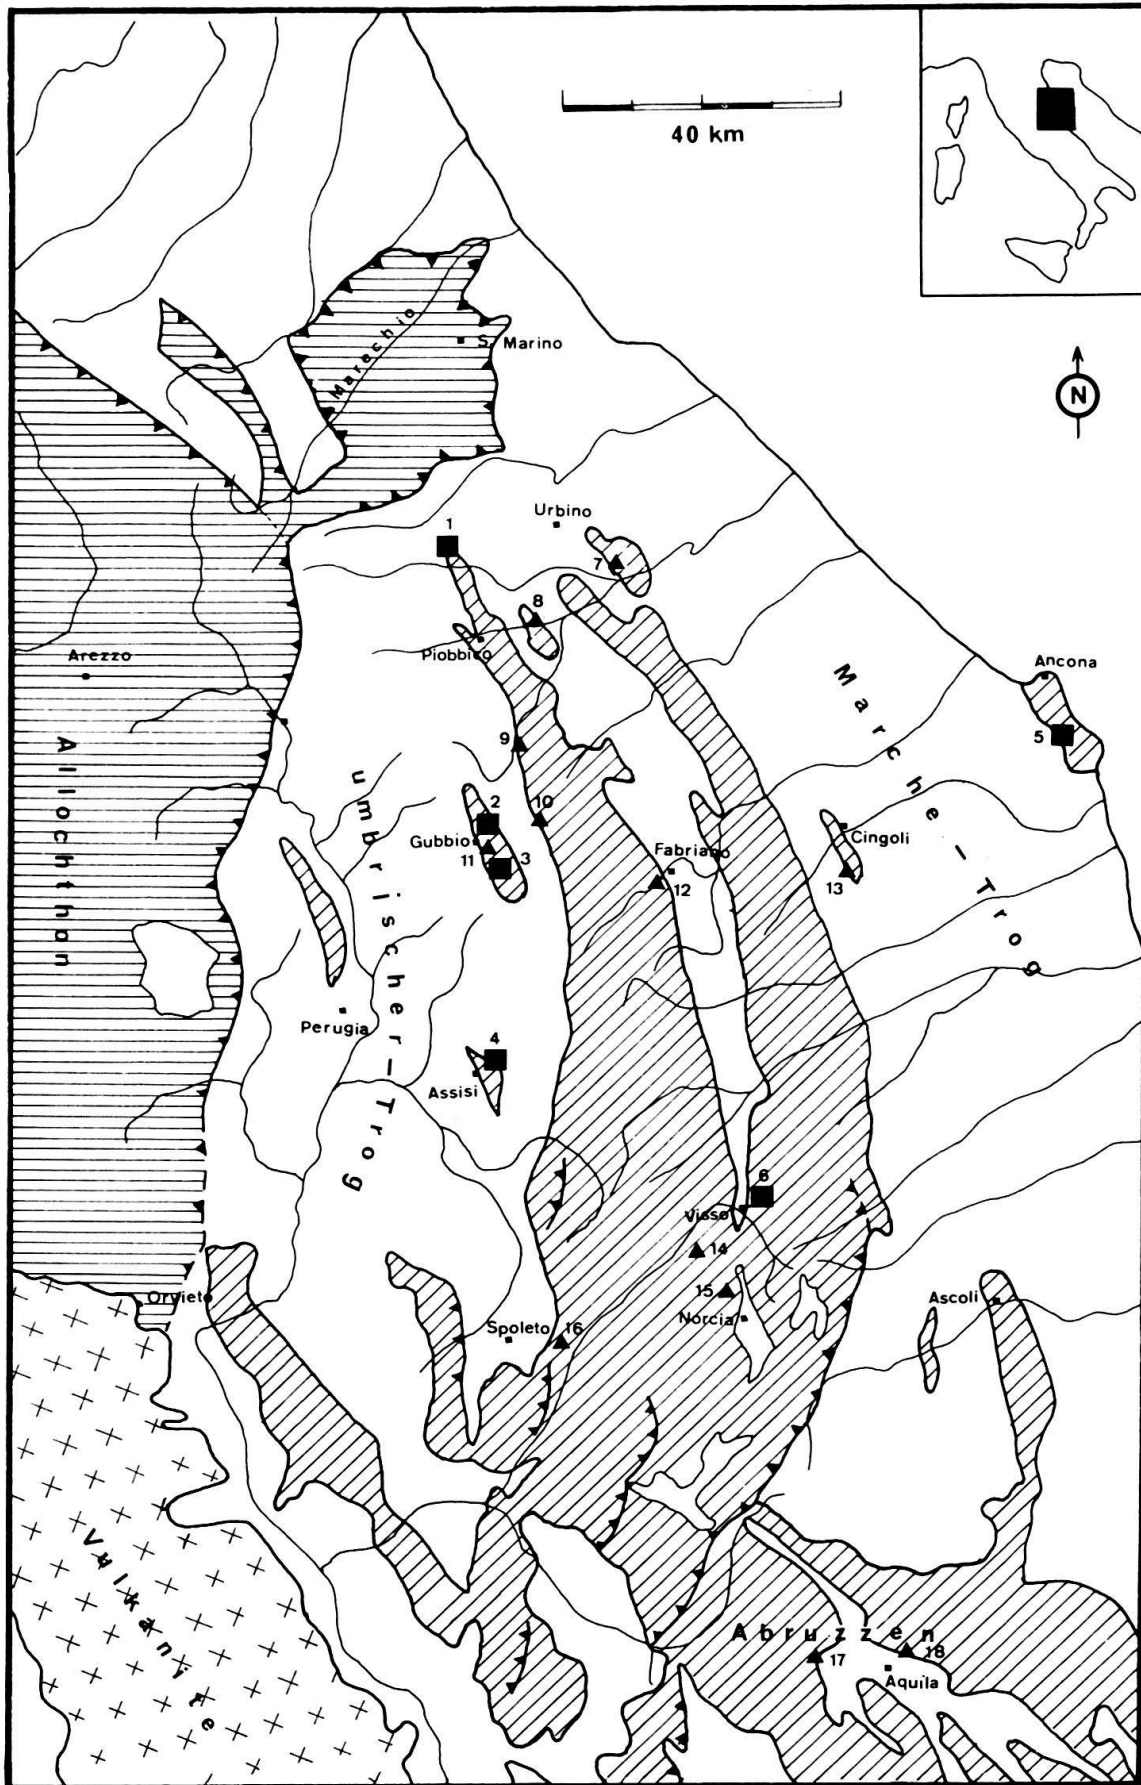 40 km
N
Marechio
S. Marino
1
Urbino
7
8
Piobbico
Arezzo
Ancona
5
Marche – Trog
Allochthon
umbrischer – Trog
9
2
10
Gubbio
11
3
Fabriano
12
Cingoli
13
Perugia
4
Assisi
6
Visso
14
15
Norcia
Orvieto
Spoleto
16
Ascoli
Vulkanite
Abruzzen
17
18
Aquila